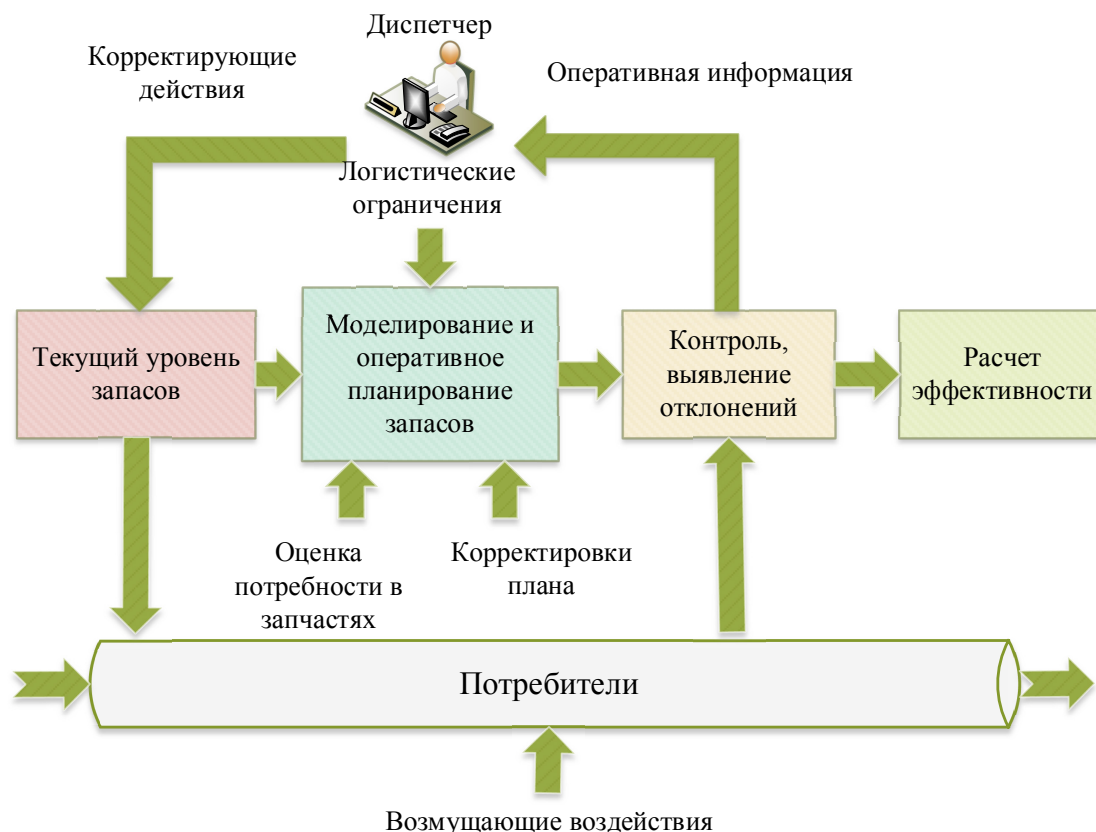 Диспетчер
Корректирующие
действия
Оперативная информация
Логистические
ограничения
Текущий уровень
запасов
Моделирование и
оперативное
планирование
запасов
Контроль,
выявление
отклонений
Расчет
эффективности
Оценка
потребности в
запчастях
Корректировки
плана
Потребители
Возмущающие воздействия